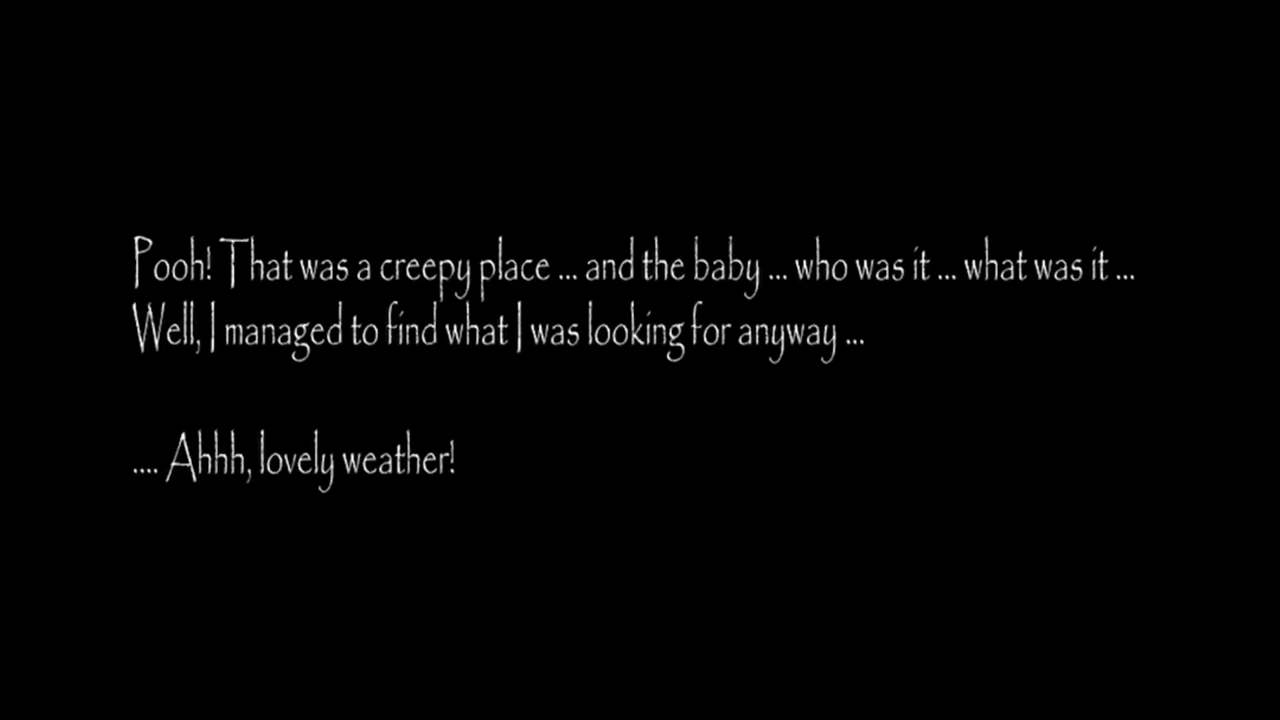 Pooh! That was a creepy place ... and the baby ... who was it ... what was it ...
Well, I managed to find what I was looking for anyway ...
.... Ahhh, lovely weather!